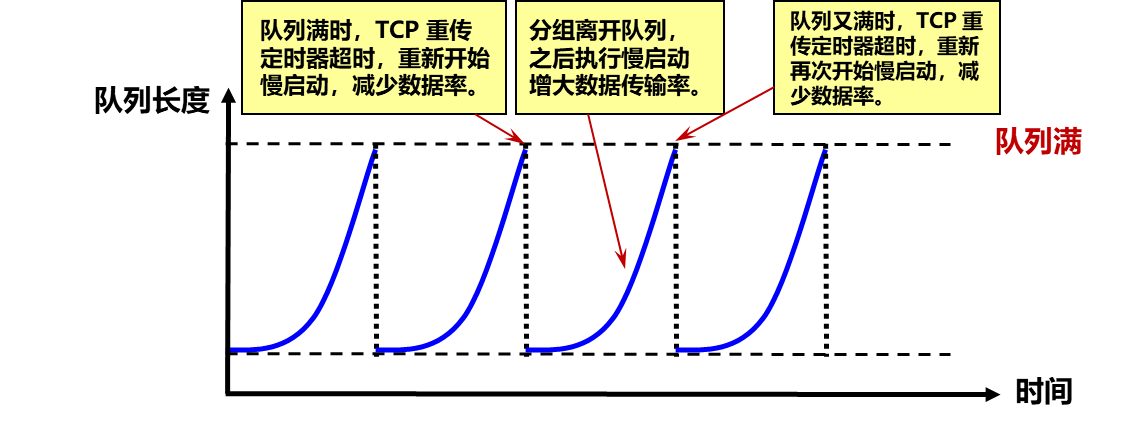 队列满时，TCP 重传
定时器超时，重新开始
慢启动，减少数据率。
分组离开队列，
之后执行慢启动
增大数据传输率。
队列又满时，TCP 重
传定时器超时，重新
再次开始慢启动，减
少数据率。
队列长度
队列满
时间